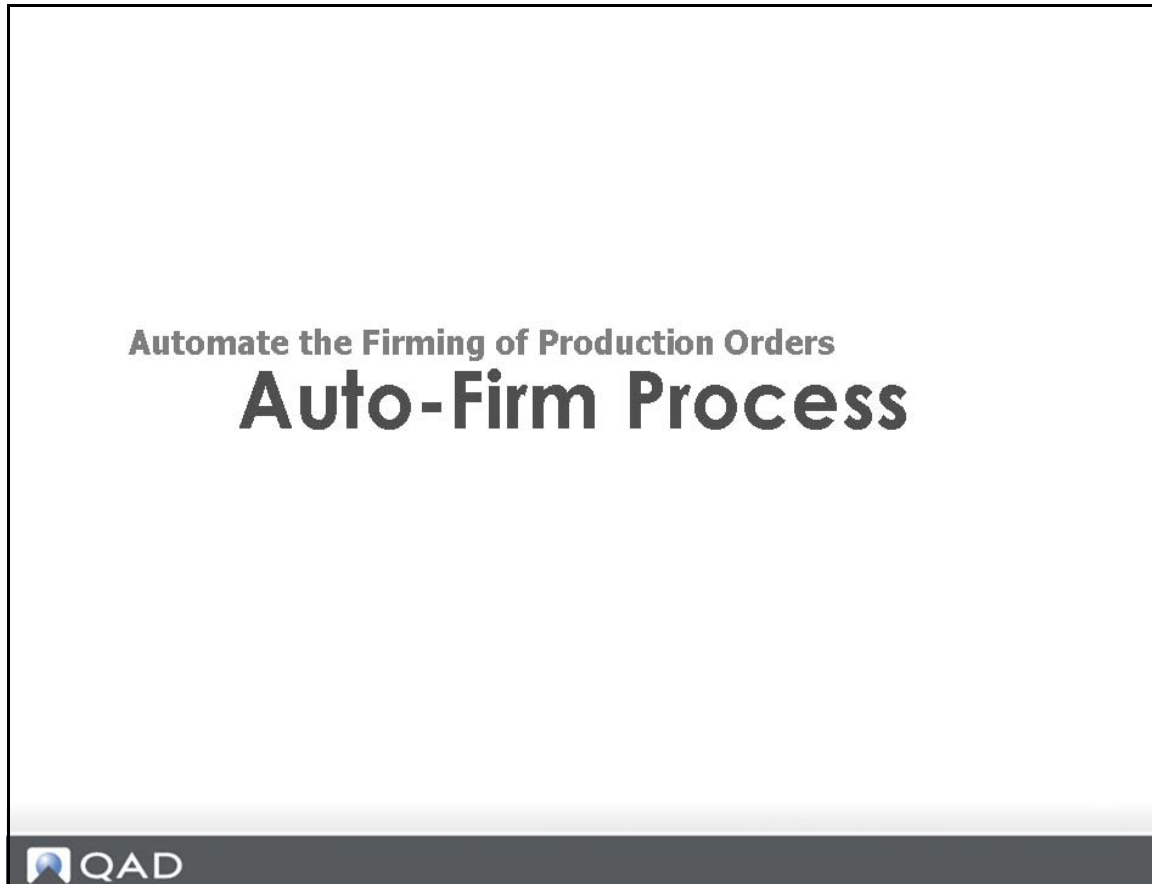 Automate the Firming of Production Orders
Auto-Firm Process
QAD